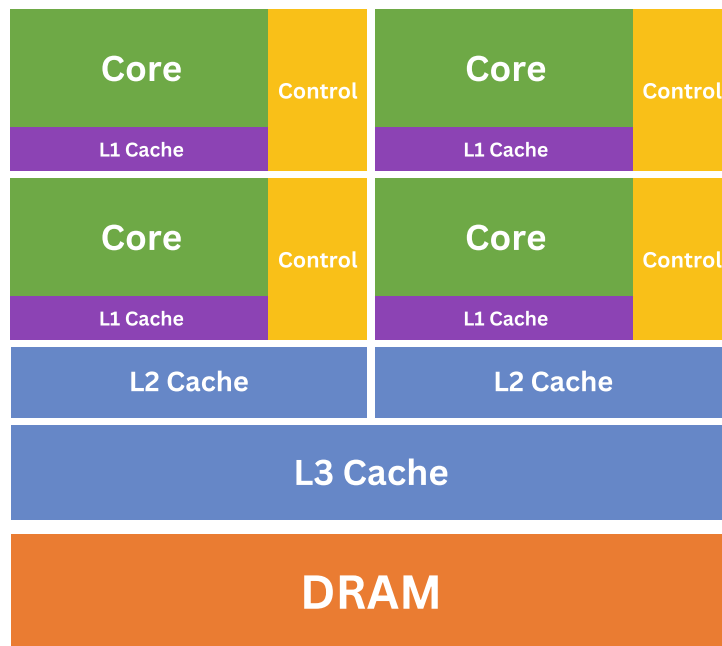 Core
Control
L1 Cache
Core
Control
L1 Cache
Core
Control
L1 Cache
Core
Control
L1 Cache
L2 Cache
L2 Cache
L3 Cache
DRAM